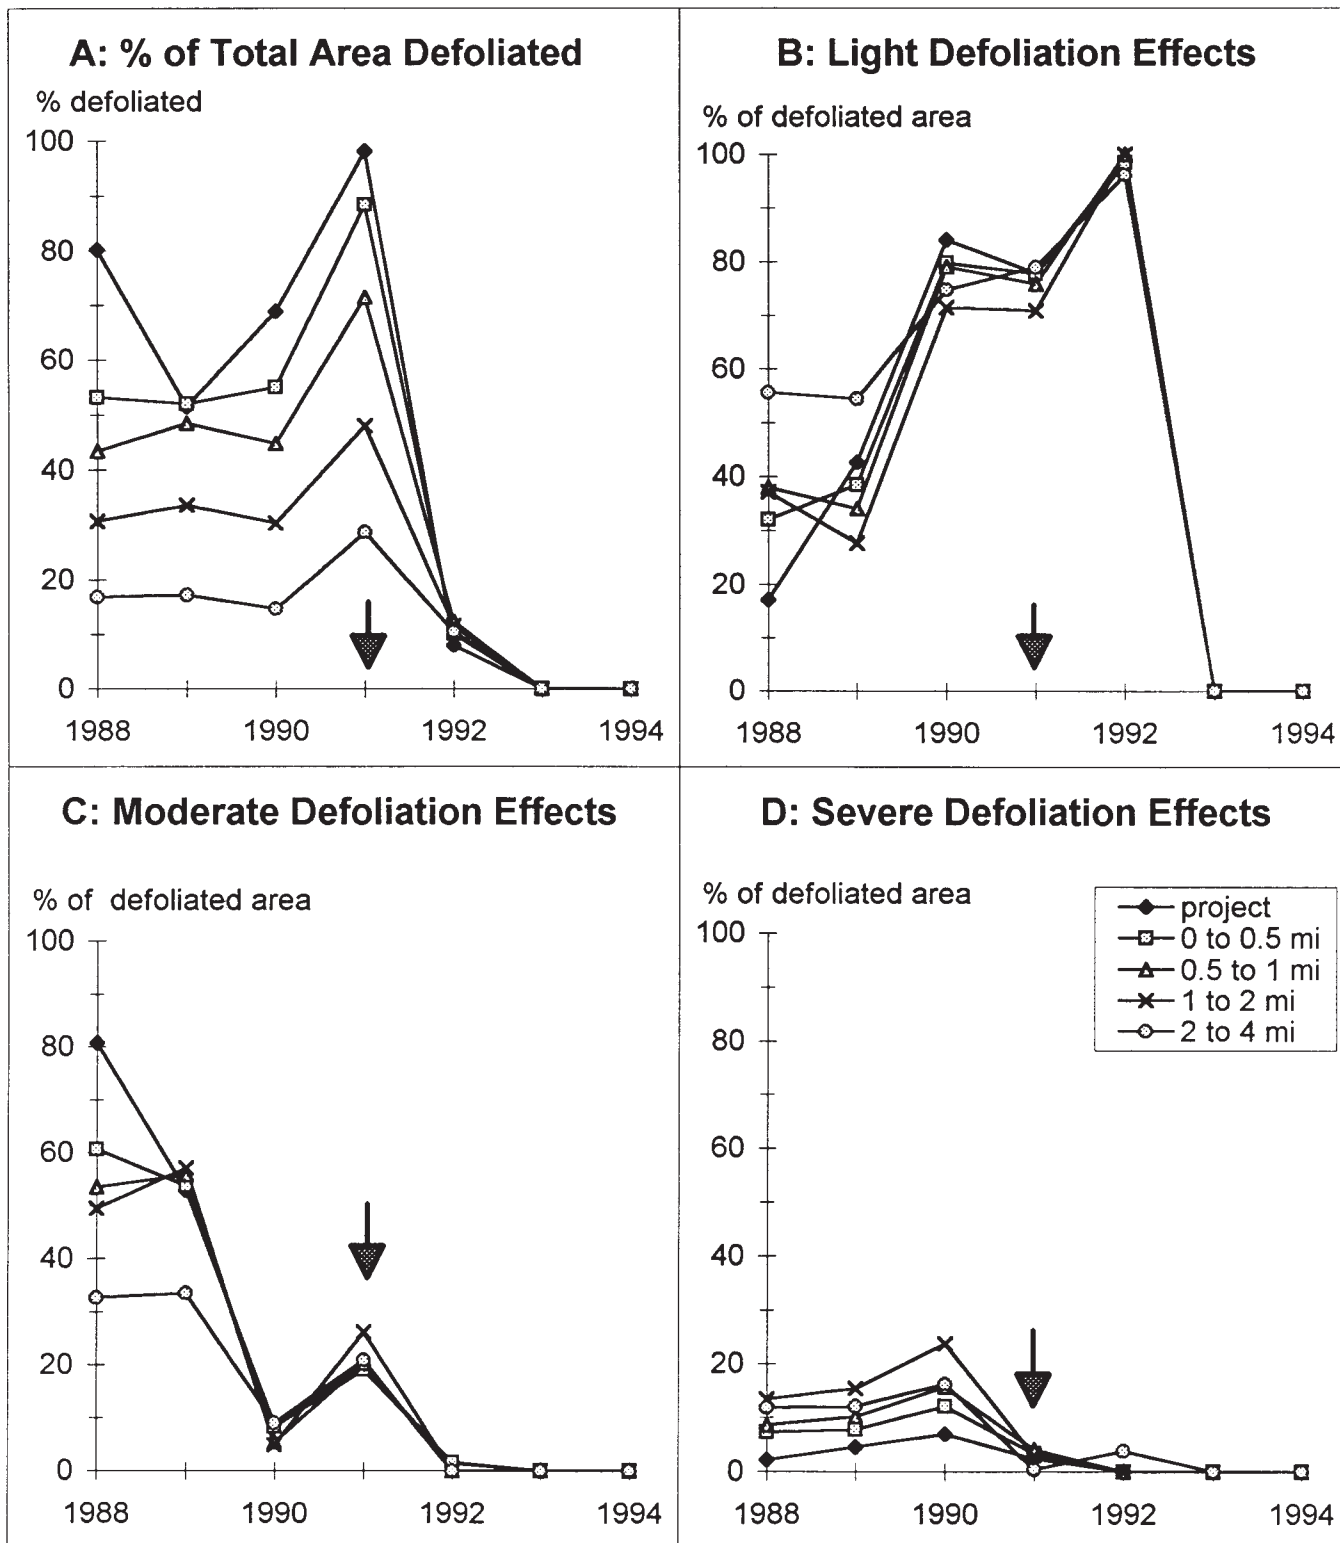 A: % of Total Area Defoliated
% defoliated
100
80
60
40
20
0
1988 1990 1992 1994
B: Light Defoliation Effects
% of defoliated area
100
80
60
40
20
0
1988 1990 1992 1994
C: Moderate Defoliation Effects
% of defoliated area
100
80
60
40
20
0
1988 1990 1992 1994
D: Severe Defoliation Effects
% of defoliated area
project
0 to 0.5 mi
0.5 to 1 mi
1 to 2 mi
2 to 4 mi
100
80
60
40
20
0
1988 1990 1992 1994